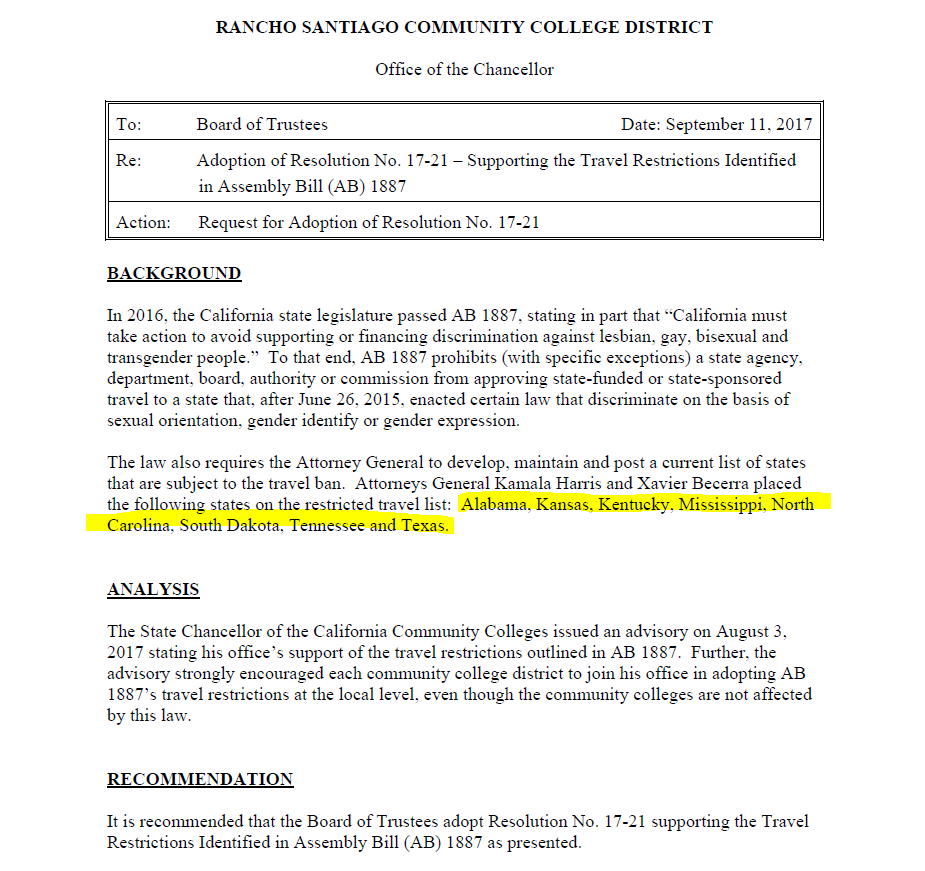 RANCHO SANTIAGO COMMUNITY COLLEGE DISTRICT
Office of the Chancellor
To: Board of Trustees Date: September 11, 2017
Re: Adoption of Resolution No. 17-21 – Supporting the Travel Restrictions Identified
in Assembly Bill (AB) 1887
Action: Request for Adoption of Resolution No. 17-21
BACKGROUND
In 2016, the California state legislature passed AB 1887, stating in part that “California must
take action to avoid supporting or financing discrimination against lesbian, gay, bisexual and
transgender people.” To that end, AB 1887 prohibits (with specific exceptions) a state agency,
department, board, authority or commission from approving state-funded or state-sponsored
travel to a state that, after June 26, 2015, enacted certain law that discriminate on the basis of
sexual orientation, gender identify or gender expression.
The law also requires the Attorney General to develop, maintain and post a current list of states
that are subject to the travel ban. Attorneys General Kamala Harris and Xavier Becerra placed
the following states on the restricted travel list: Alabama, Kansas, Kentucky, Mississippi, North
Carolina, South Dakota, Tennessee and Texas.
ANALYSIS
The State Chancellor of the California Community Colleges issued an advisory on August 3,
2017 stating his office’s support of the travel restrictions outlined in AB 1887. Further, the
advisory strongly encouraged each community college district to join his office in adopting AB
1887’s travel restrictions at the local level, even though the community colleges are not affected
by this law.
RECOMMENDATION
It is recommended that the Board of Trustees adopt Resolution No. 17-21 supporting the Travel
Restrictions Identified in Assembly Bill (AB) 1887 as presented.